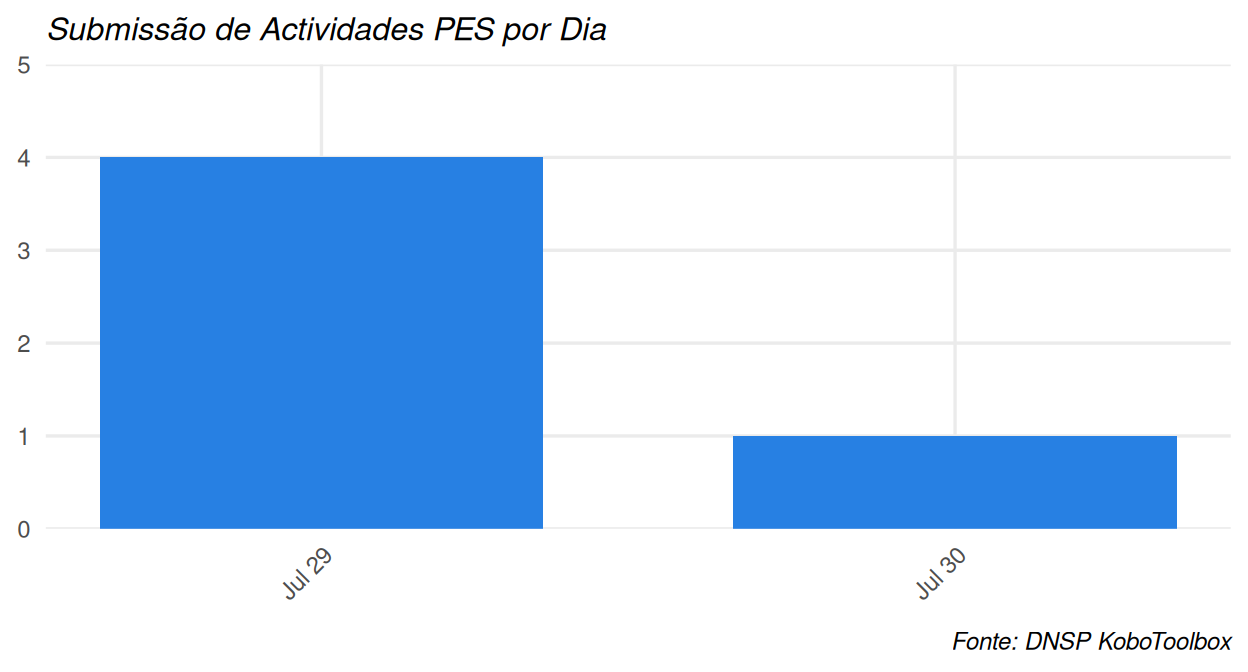 Submissão de Actividades PES por Dia
5
4
3
2
1
0
Jul 29
Jul 30
Fonte: DNSP KoboToolbox